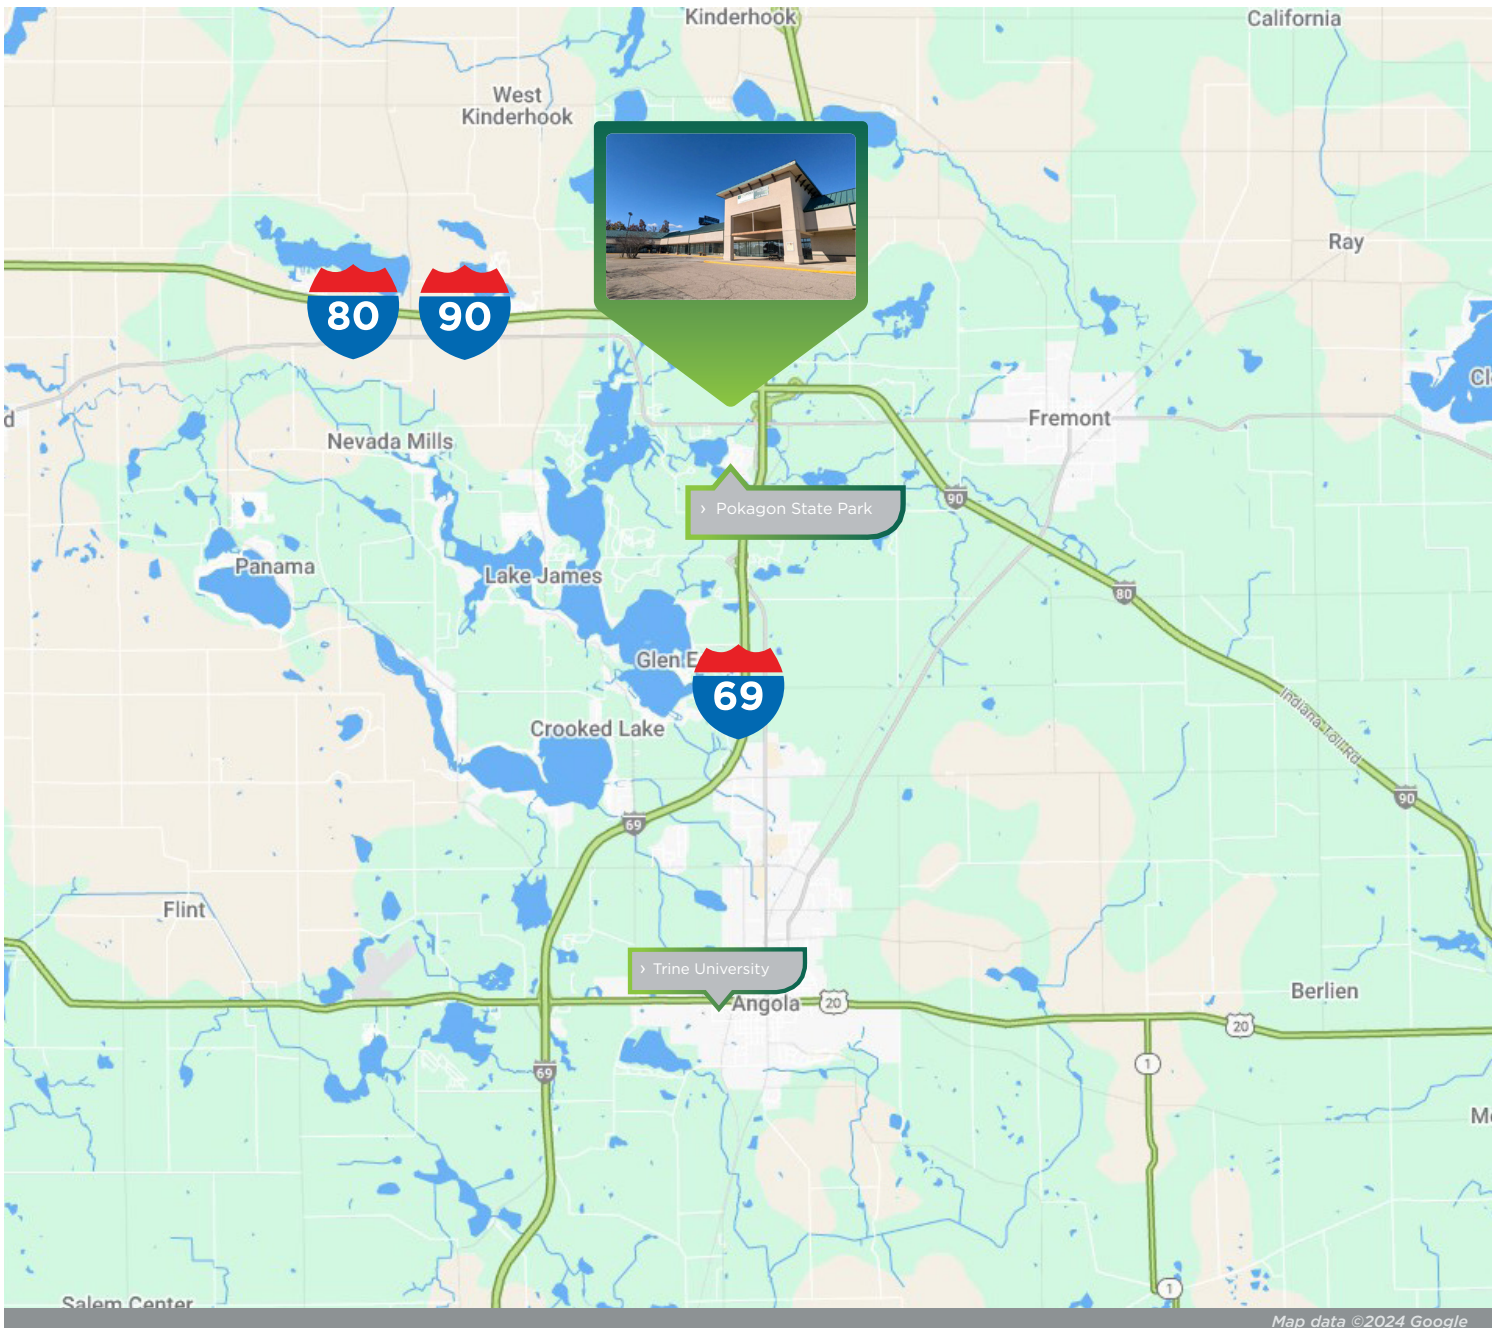 Kinderhook
California
West
Kinderhook
Ray
80
90
Cl
d
Fremont
Nevada Mills
90
› Pokagon State Park
Panama
Lake James
80
Glen E
69
Indiana Toll Rd
Crooked Lake
90
69
Flint
› Trine University
Berlien
Angola
20
20
1
69
Me
1
Salem Center
Map data ©2024 Google